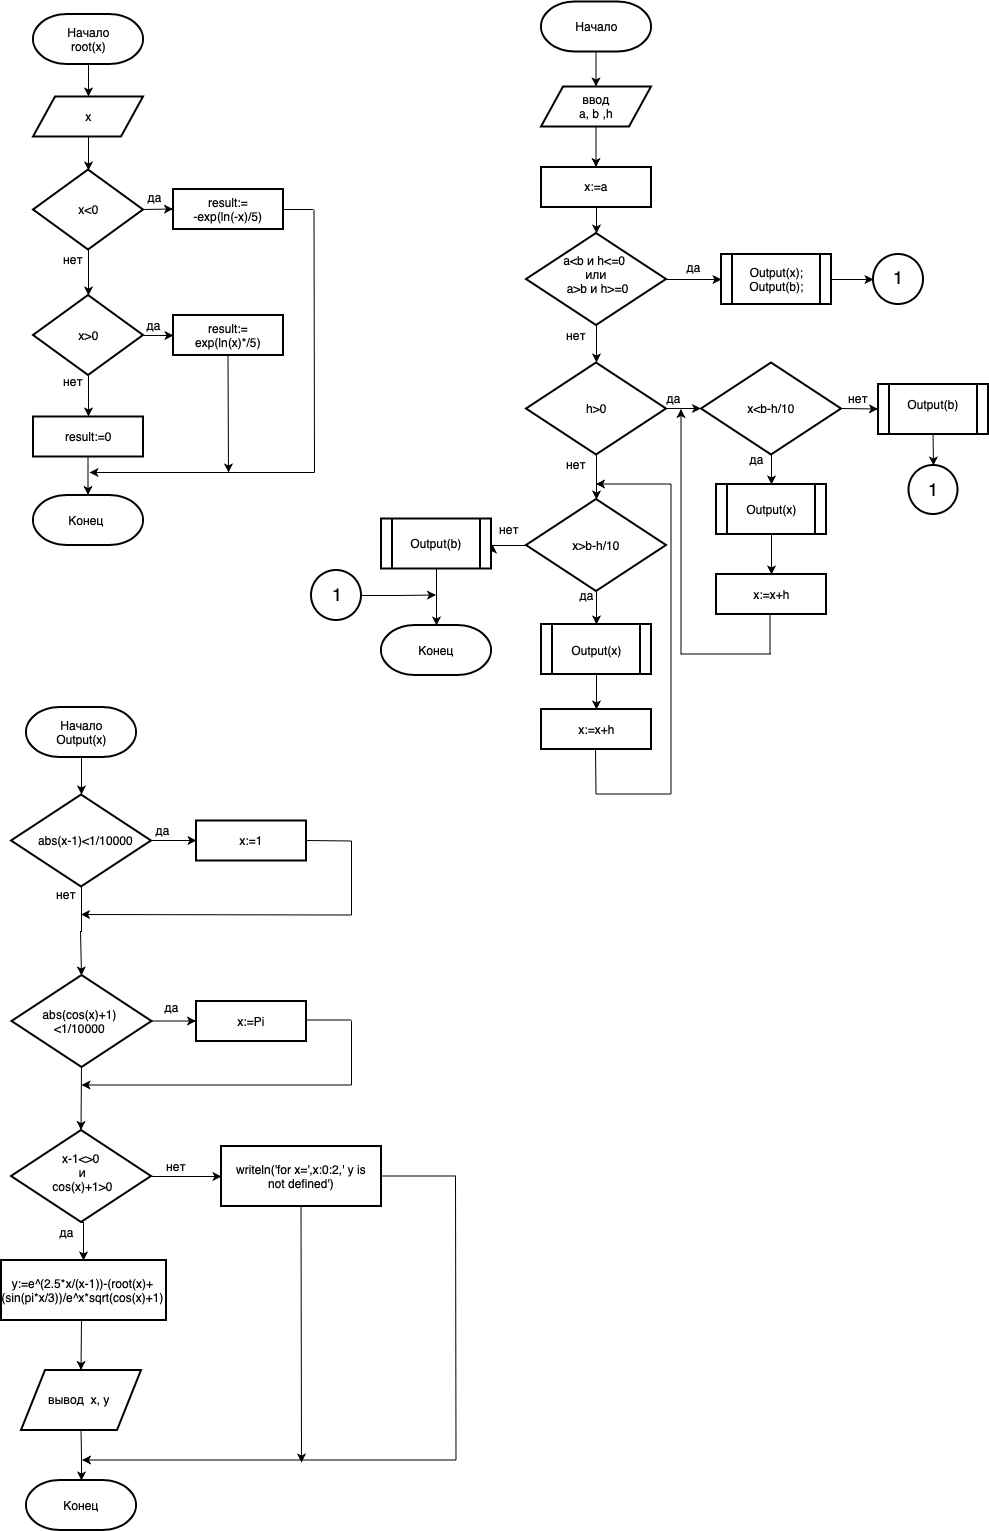 Начало
root(x)
x
x<0
да
result:=
-exp(ln(-x)/5)
нет
x>0
да
result:=
exp(ln(x)*/5)
нет
result:=0
Конец
Начало
ввод
a, b ,h
x:=a
a<b и h<=0
или
a>b и h>=0
да
Output(x);
Output(b);
1
нет
h>0
да
x<b-h/10
нет
Output(b)
1
да
Output(x)
x:=x+h
нет
x>b-h/10
нет
Output(b)
1
Конец
да
Output(x)
x:=x+h
Начало
Output(x)
abs(x-1)<1/10000
да
x:=1
нет
abs(cos(x)+1)
<1/10000
да
x:=Pi
x-1<>0
и
cos(x)+1>0
нет
writeln('for x=',x:0:2,' y is
not defined')
да
y:=e^(2.5*x/(x-1))-(root(x)+
(sin(pi*x/3))/e^x*sqrt(cos(x)+1)
вывод x, y
Конец